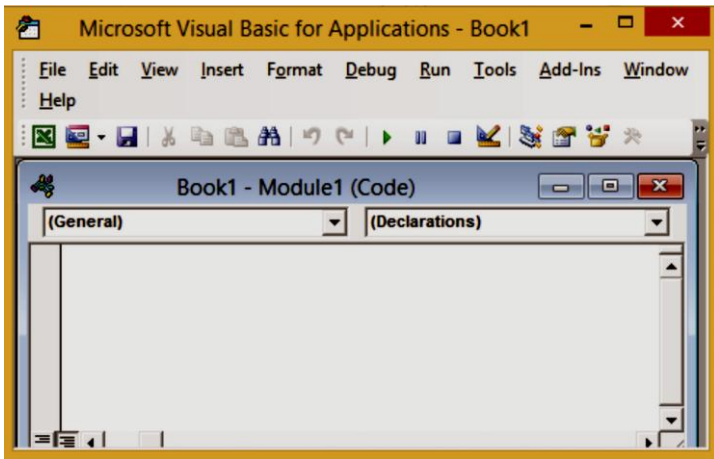 Microsoft Visual Basic for Applications - Book1
File Edit View Insert Format Debug Run Tools Add-Ins Window
Help
Book1 - Module1 (Code)
(General) (Declarations)